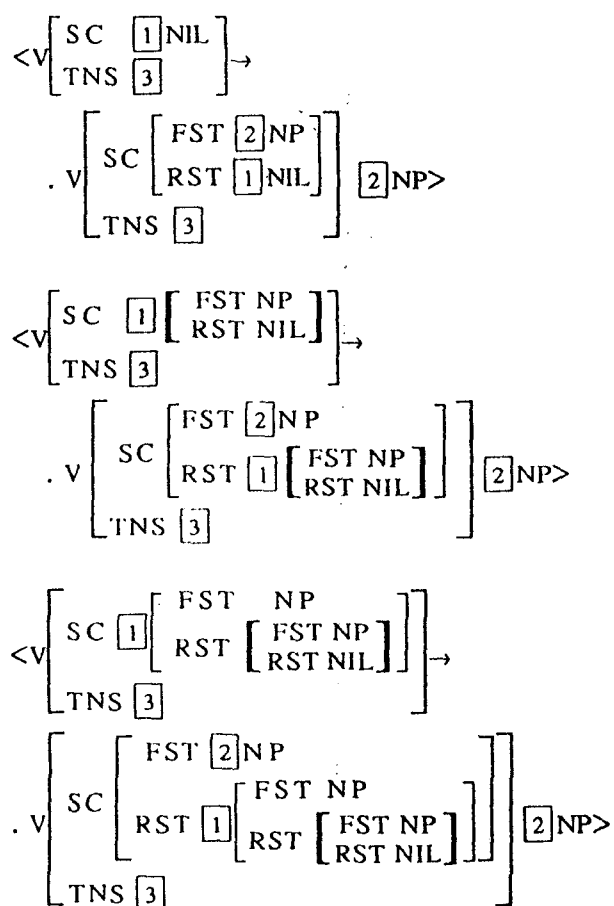 <V[ SC [1]NIL
TNS [3] ]→
. V[ SC [ FST [2]NP
RST [1]NIL ]
TNS [3] ] [2]NP>
<V[ SC [1] [ FST NP
RST NIL ]
TNS [3] ]→
. V[ SC [ FST [2]NP
RST [1] [ FST NP
RST NIL ] ]
TNS [3] ] [2]NP>
<V[ SC [1] [ FST NP
RST [ FST NP
RST NIL ] ]
TNS [3] ]→
. V[ SC [ FST [2]NP
RST [1] [ FST NP
RST [ FST NP
RST NIL ] ] ]
TNS [3] ] [2]NP>